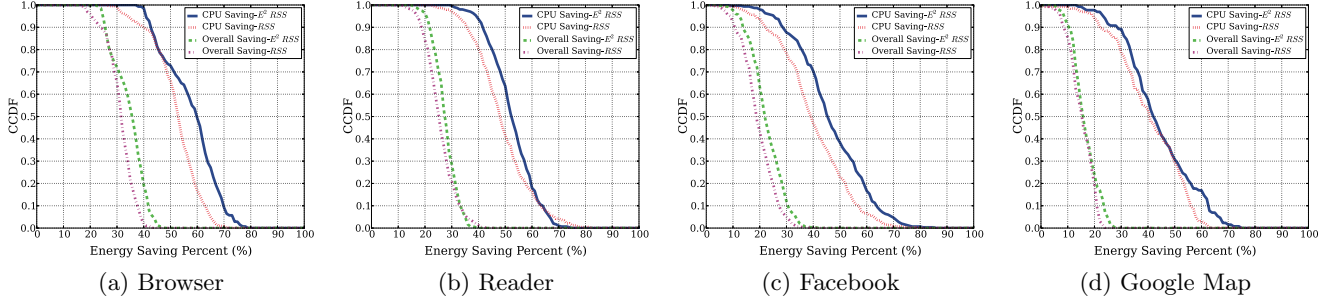 CCDF
1.0
0.9
0.8
0.7
0.6
0.5
0.4
0.3
0.2
0.1
0.0
CPU Saving-E² RSS
CPU Saving-RSS
Overall Saving-E² RSS
Overall Saving-RSS
0 10 20 30 40 50 60 70 80 90 100
Energy Saving Percent (%)
(a) Browser
CCDF
1.0
0.9
0.8
0.7
0.6
0.5
0.4
0.3
0.2
0.1
0.0
CPU Saving-E² RSS
CPU Saving-RSS
Overall Saving-E² RSS
Overall Saving-RSS
0 10 20 30 40 50 60 70 80 90 100
Energy Saving Percent (%)
(b) Reader
CCDF
1.0
0.9
0.8
0.7
0.6
0.5
0.4
0.3
0.2
0.1
0.0
CPU Saving-E² RSS
CPU Saving-RSS
Overall Saving-E² RSS
Overall Saving-RSS
0 10 20 30 40 50 60 70 80 90 100
Energy Saving Percent (%)
(c) Facebook
CCDF
1.0
0.9
0.8
0.7
0.6
0.5
0.4
0.3
0.2
0.1
0.0
CPU Saving-E² RSS
CPU Saving-RSS
Overall Saving-E² RSS
Overall Saving-RSS
0 10 20 30 40 50 60 70 80 90 100
Energy Saving Percent (%)
(d) Google Map